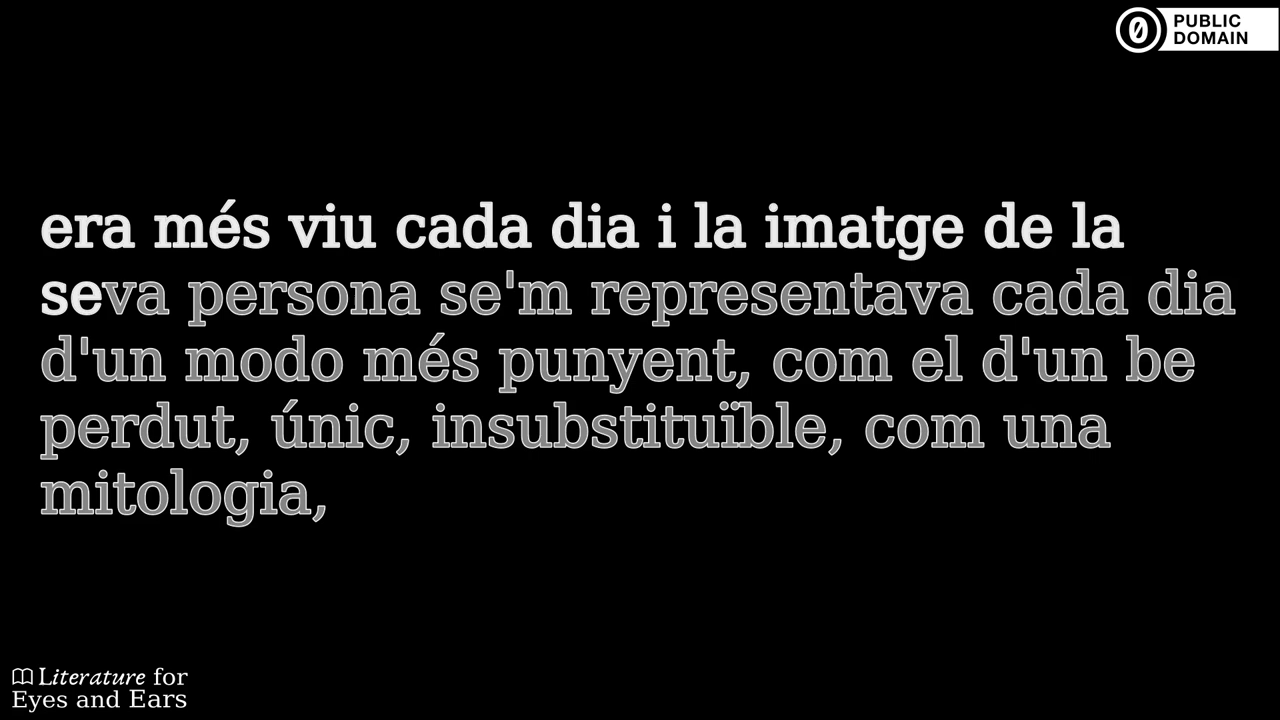 PUBLIC
DOMAIN
era més viu cada dia i la imatge de la
seva persona se'm representava cada dia
d'un modo més punyent, com el d'un be
perdut, únic, insubstituïble, com una
mitologia,
Literature for
Eyes and Ears